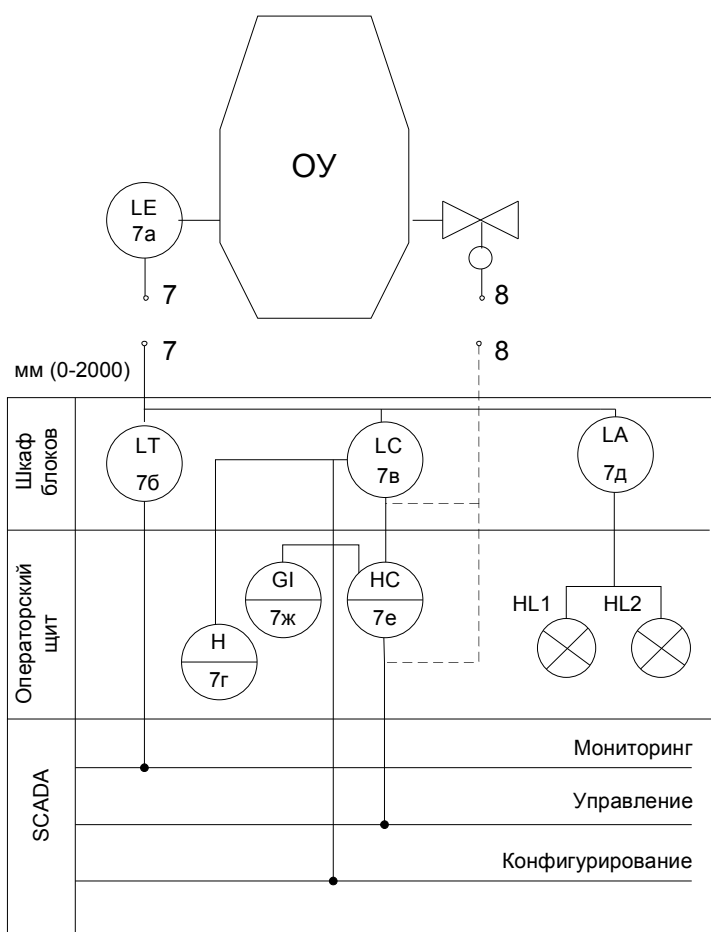 ОУ
LE
7а
7
8
7
8
мм (0-2000)
Шкаф
блоков
LT
7б
LC
7в
LA
7д
Операторский
щит
GI
7ж
HC
7е
H
7г
HL1
HL2
SCADA
Мониторинг
Управление
Конфигурирование